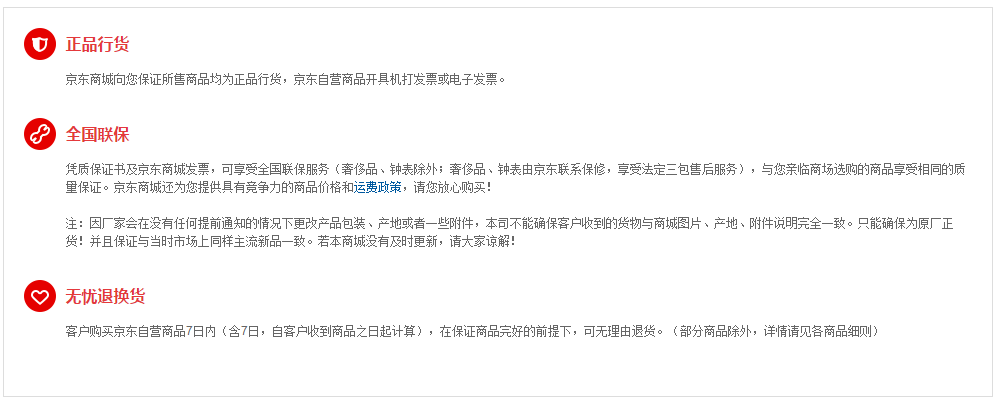 正品行货
京东商城向您保证所售商品均为正品行货，京东自营商品开具机打发票或电子发票。
全国联保
凭质保证书及京东商城发票，可享受全国联保服务（奢侈品、钟表除外；奢侈品、钟表由京东联系保修，享受法定三包售后服务），与您亲临商场选购的商品享受相同的质
量保证。京东商城还为您提供具有竞争力的商品价格和运费政策，请您放心购买！
注：因厂家会在没有任何提前通知的情况下更改产品包装、产地或者一些附件，本司不能确保客户收到的货物与商城图片、产地、附件说明完全一致。只能确保为原厂正
货！并且保证与当时市场上同样主流新品一致。若本商城没有及时更新，请大家谅解！
无忧退换货
客户购买京东自营商品7日内（含7日，自客户收到商品之日起计算），在保证商品完好的前提下，可无理由退货。（部分商品除外，详情请见各商品细则）